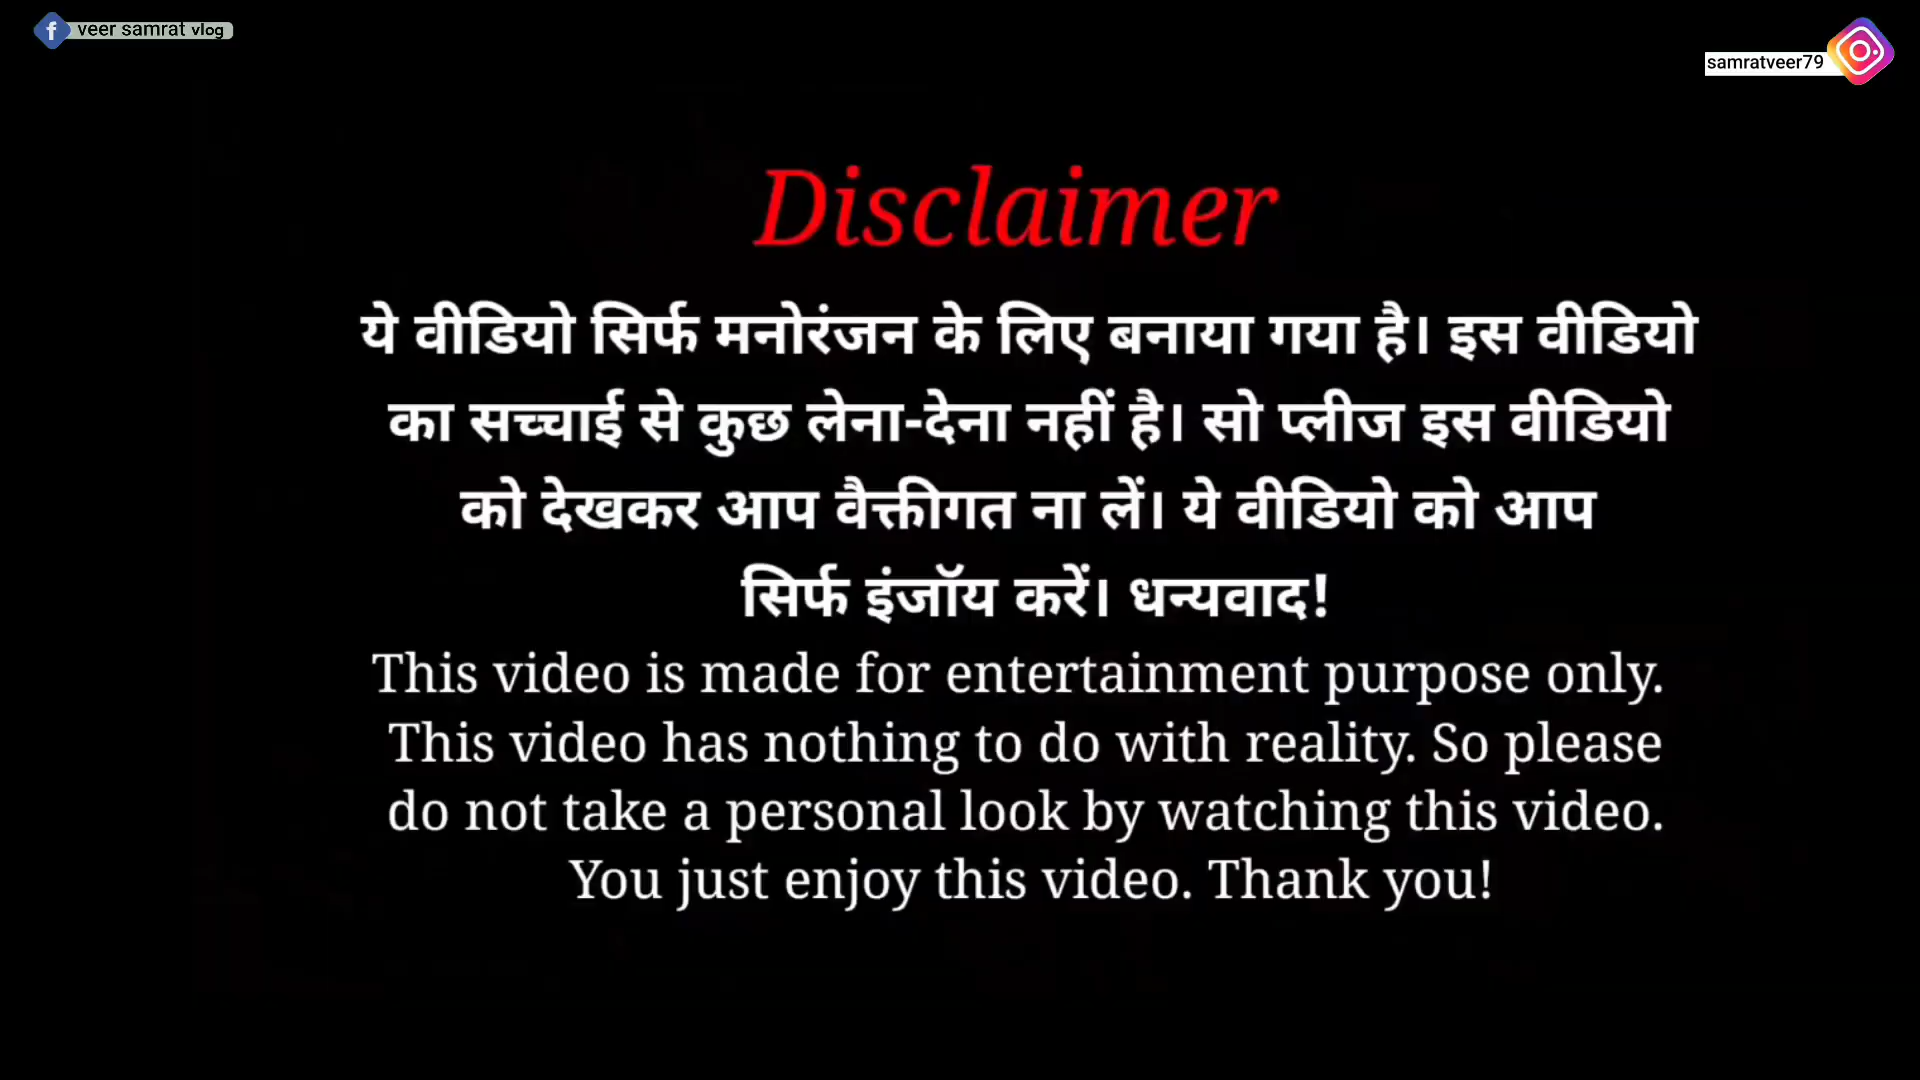 veer samrat vlog
samratveer79
Disclaimer
ये वीडियो सिर्फ मनोरंजन के लिए बनाया गया है। इस वीडियो
का सच्चाई से कुछ लेना-देना नहीं है। सो प्लीज इस वीडियो
को देखकर आप वैक्तीगत ना लें। ये वीडियो को आप
सिर्फ इंजॉय करें। धन्यवाद!
This video is made for entertainment purpose only.
This video has nothing to do with reality. So please
do not take a personal look by watching this video.
You just enjoy this video. Thank you!